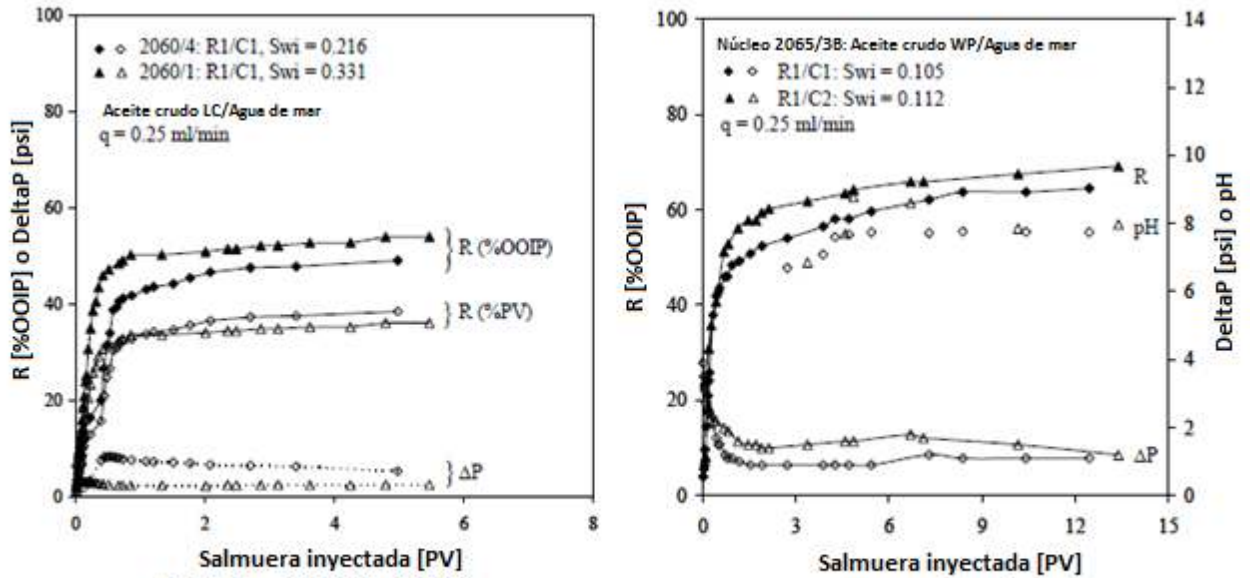 100
80
60
40
20
0
0
2
4
6
8
R [%OOIP] o DeltaP [psi]
2060/4: R1/C1, Swi = 0.216
2060/1: R1/C1, Swi = 0.331
Aceite crudo LC/Agua de mar
q = 0.25 ml/min
R (%OOIP)
R (%PV)
ΔP
Salmuera inyectada [PV]
100
80
60
40
20
0
0
3
6
9
12
15
14
12
10
8
6
4
2
0
R [%OOIP]
Núcleo 2065/3B: Aceite crudo WP/Agua de mar
R1/C1: Swi = 0.105
R1/C2: Swi = 0.112
q = 0.25 ml/min
R
pH
ΔP
DeltaP [psi] o pH
Salmuera inyectada [PV]